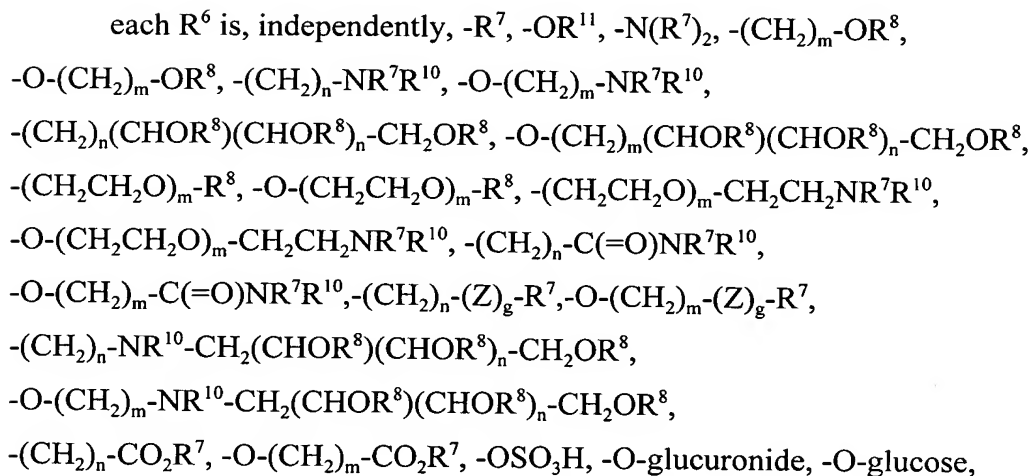 each R⁶ is, independently, -R⁷, -OR¹¹, -N(R⁷)₂, -(CH₂)ₘ-OR⁸,
-O-(CH₂)ₘ-OR⁸, -(CH₂)ₙ-NR⁷R¹⁰, -O-(CH₂)ₘ-NR⁷R¹⁰,
-(CH₂)ₙ(CHOR⁸)(CHOR⁸)ₙ-CH₂OR⁸, -O-(CH₂)ₘ(CHOR⁸)(CHOR⁸)ₙ-CH₂OR⁸,
-(CH₂CH₂O)ₘ-R⁸, -O-(CH₂CH₂O)ₘ-R⁸, -(CH₂CH₂O)ₘ-CH₂CH₂NR⁷R¹⁰,
-O-(CH₂CH₂O)ₘ-CH₂CH₂NR⁷R¹⁰, -(CH₂)ₙ-C(=O)NR⁷R¹⁰,
-O-(CH₂)ₘ-C(=O)NR⁷R¹⁰,-(CH₂)ₙ-(Z)g-R⁷,-O-(CH₂)ₘ-(Z)g-R⁷,
-(CH₂)ₙ-NR¹⁰-CH₂(CHOR⁸)(CHOR⁸)ₙ-CH₂OR⁸,
-O-(CH₂)ₘ-NR¹⁰-CH₂(CHOR⁸)(CHOR⁸)ₙ-CH₂OR⁸,
-(CH₂)ₙ-CO₂R⁷, -O-(CH₂)ₘ-CO₂R⁷, -OSO₃H, -O-glucuronide, -O-glucose,